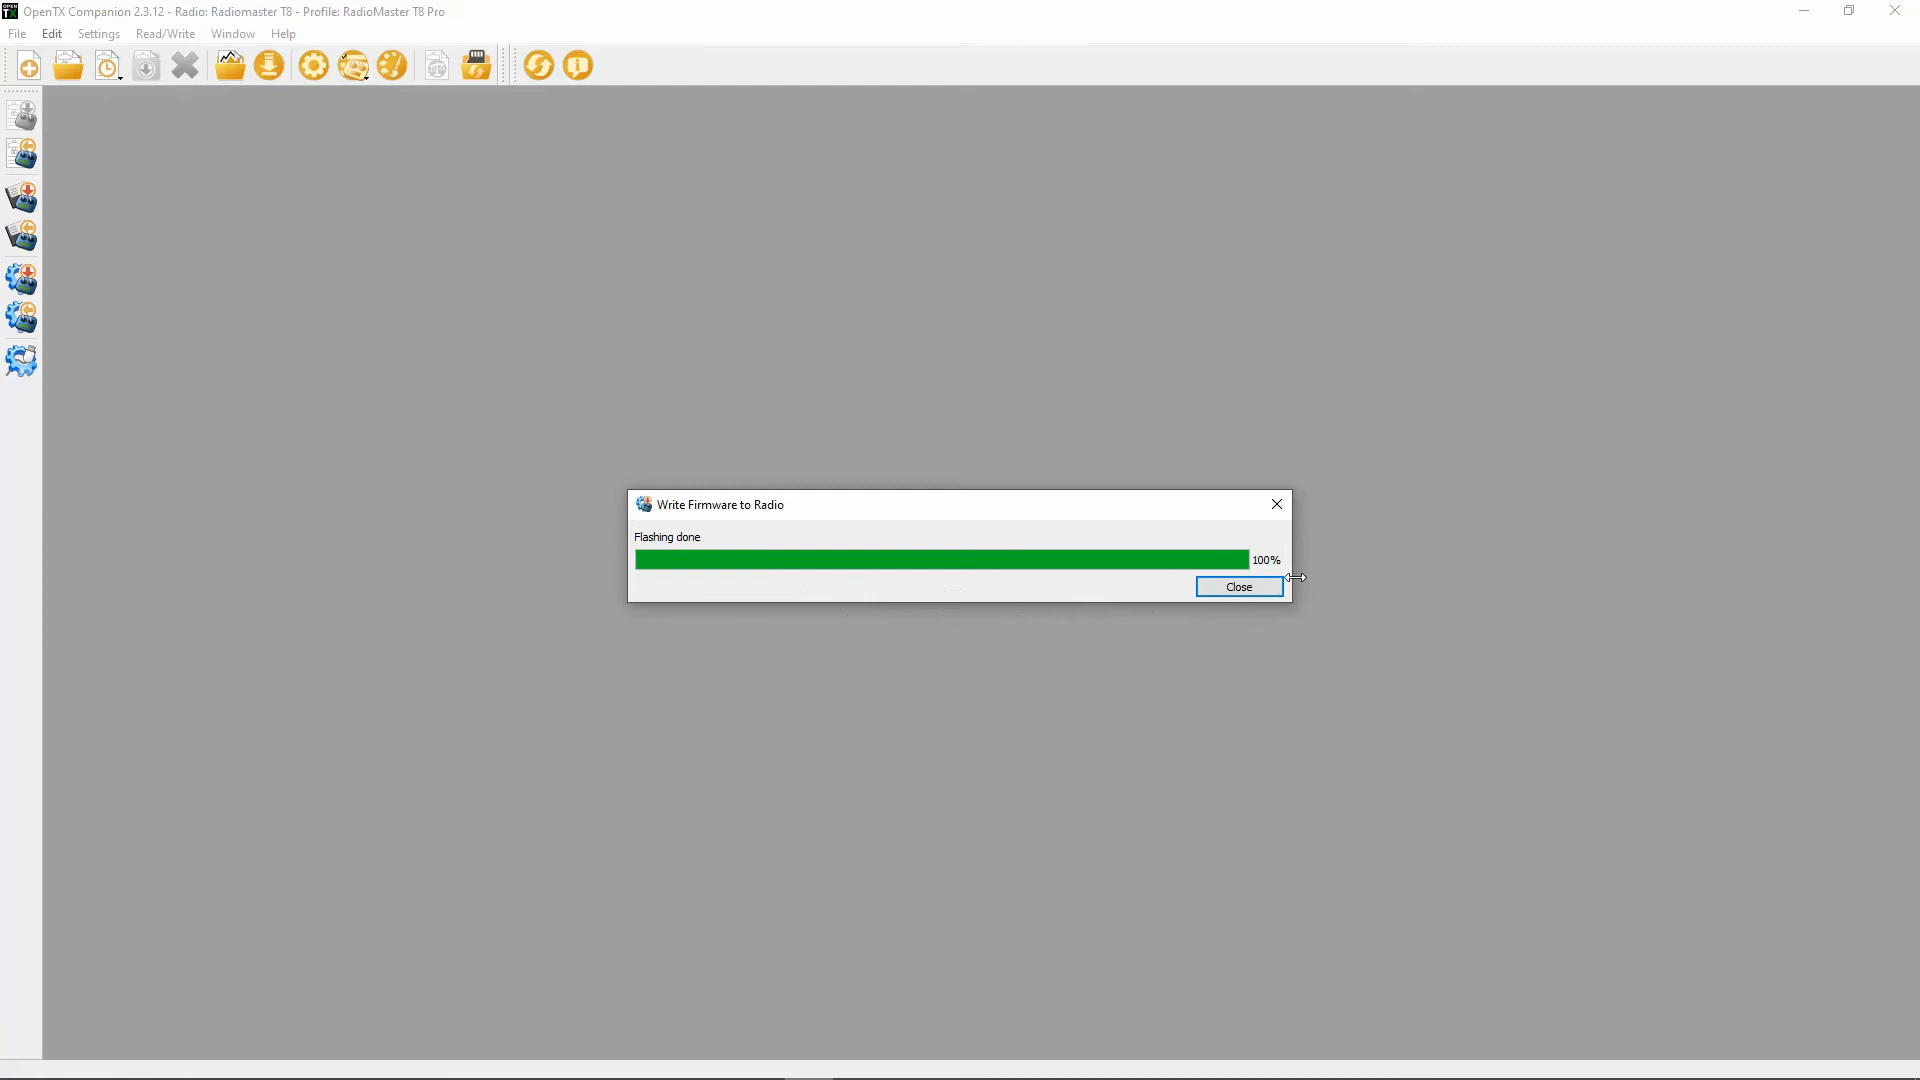 OpenTX Companion 2.3.12 - Radio: Radiomaster T8 - Profile: RadioMaster T8 Pro
File Edit Settings Read/Write Window Help
Write Firmware to Radio
Flashing done
100%
Close